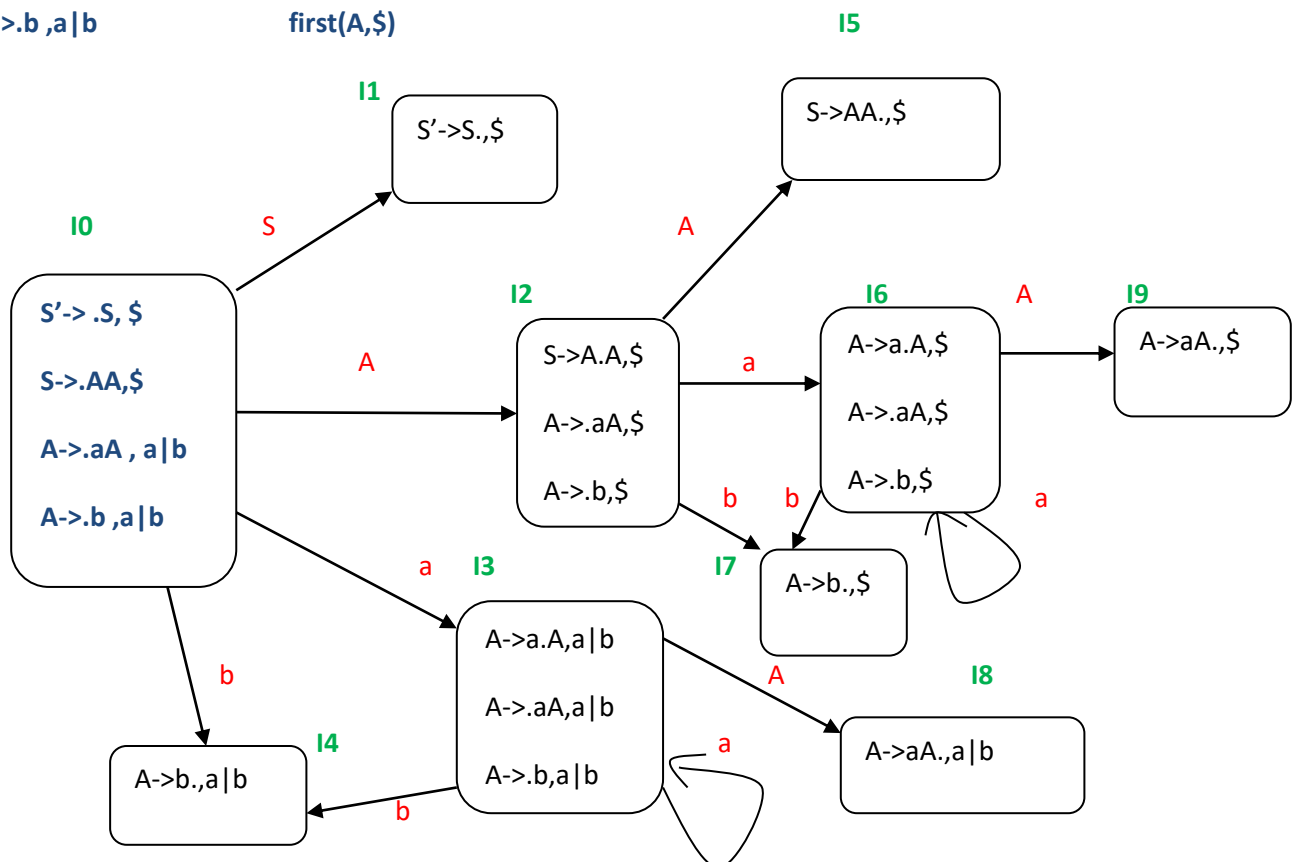 >.b ,a|b first(A,$) I5
I1
S’->S.,$
S->AA.,$
I0
S
A
S’-> .S, $
S->.AA,$
A->.aA , a|b
A->.b ,a|b
A
I2
S->A.A,$
A->.aA,$
A->.b,$
a
I6
A->a.A,$
A->.aA,$
A->.b,$
A
I9
A->aA.,$
b
b
a
I7
A->b.,$
a
I3
A->a.A,a|b
A->.aA,a|b
A->.b,a|b
A
I8
A->aA.,a|b
a
b
I4
A->b.,a|b
b